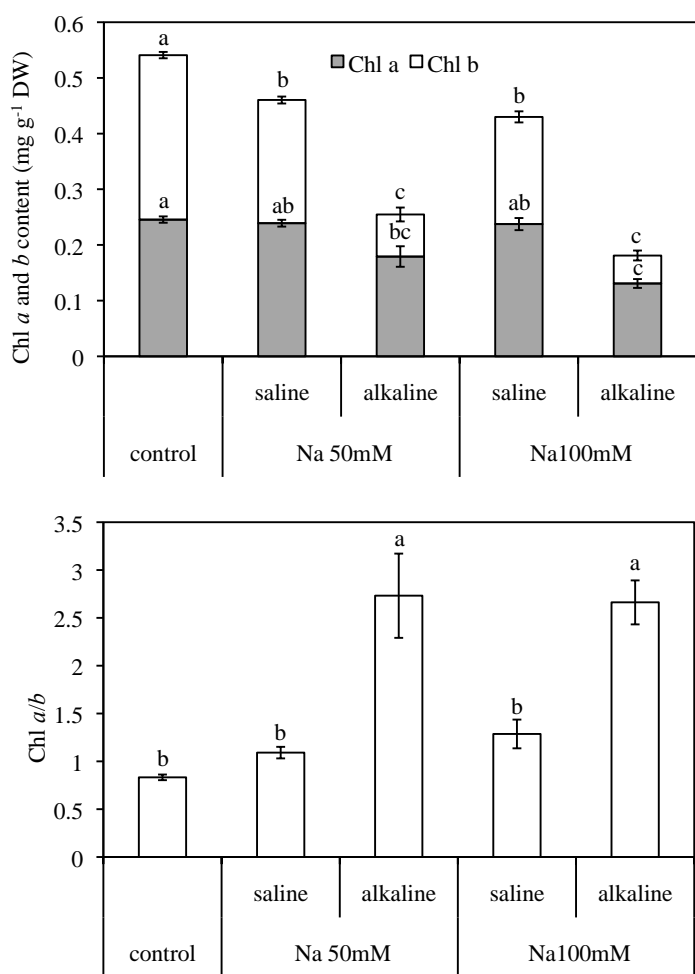 Chl a and b content (mg g-1 DW)
0.6
0.5
0.4
0.3
0.2
0.1
0
Chl a Chl b
a
b
b
c
c
a
ab
bc
ab
c
saline alkaline saline alkaline
control Na 50mM Na100mM
Chl a/b
3.5
3
2.5
2
1.5
1
0.5
0
b
b
a
b
a
saline alkaline saline alkaline
control Na 50mM Na100mM